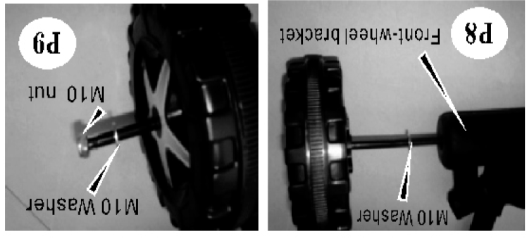 M10 Washer
Front-wheel bracket
P8
M10 Washer
M10 nut
P9